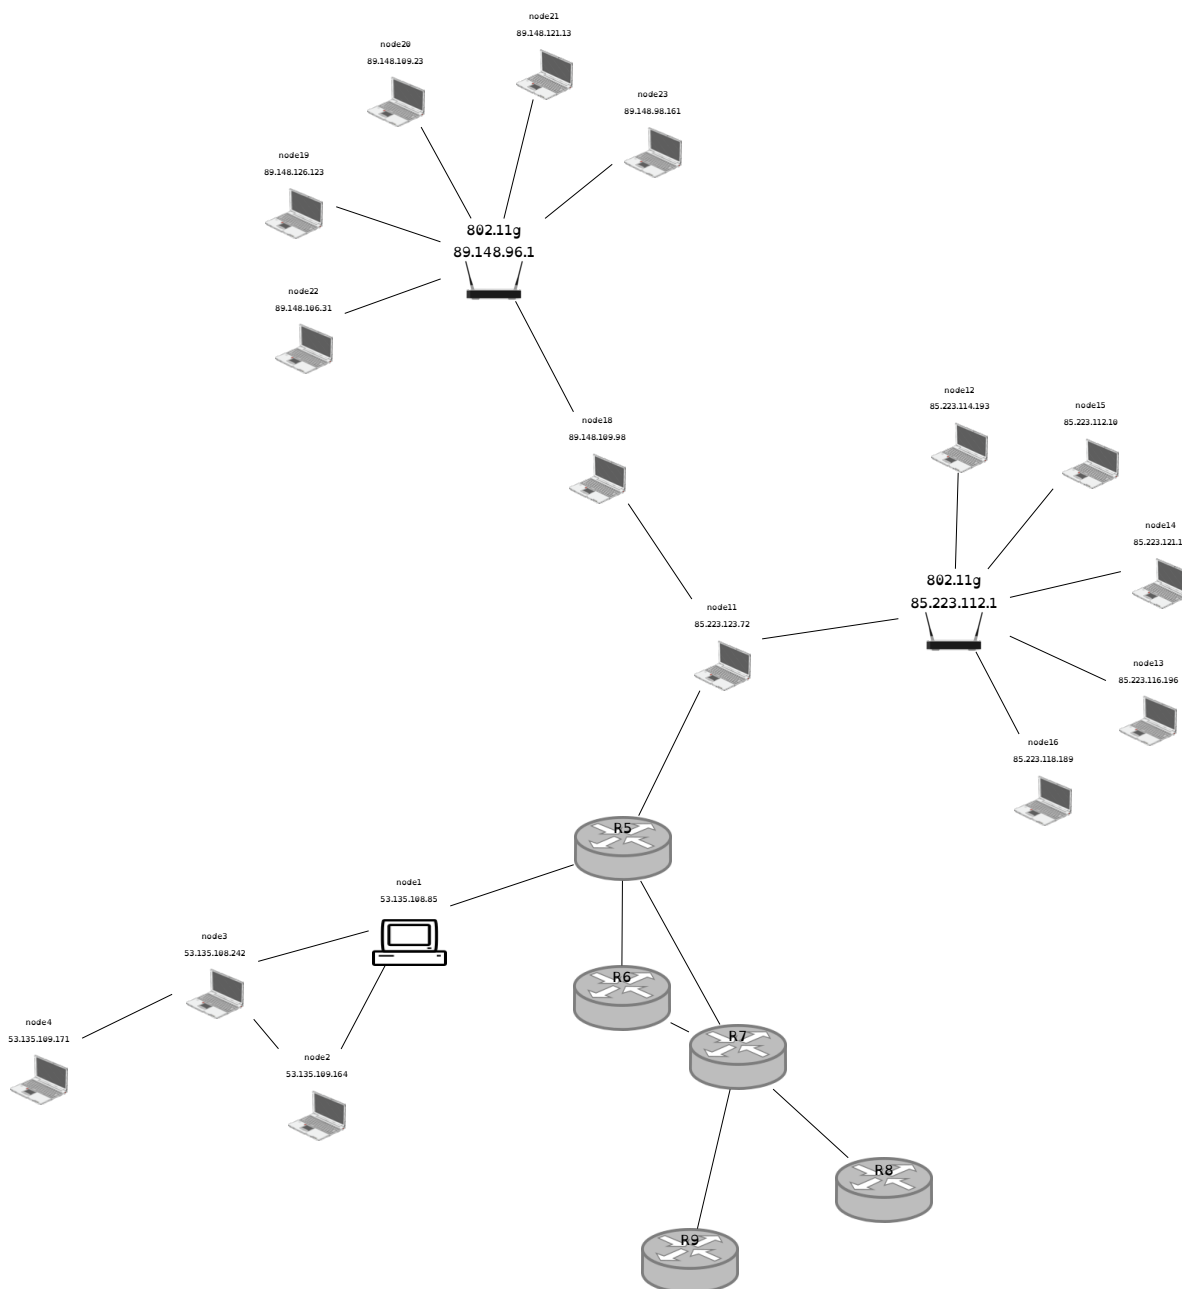 node21
89.148.121.13
node20
89.148.109.23
node23
89.148.98.161
node19
89.148.126.123
802.11g
89.148.96.1
node22
89.148.106.31
node18
89.148.109.98
node12
85.223.114.193
node15
85.223.112.10
node14
85.223.121.1
802.11g
85.223.112.1
node11
85.223.123.72
node13
85.223.116.196
node16
85.223.118.189
R5
node1
53.135.108.85
node3
53.135.108.242
R6
node4
53.135.109.171
R7
node2
53.135.109.164
R8
R9